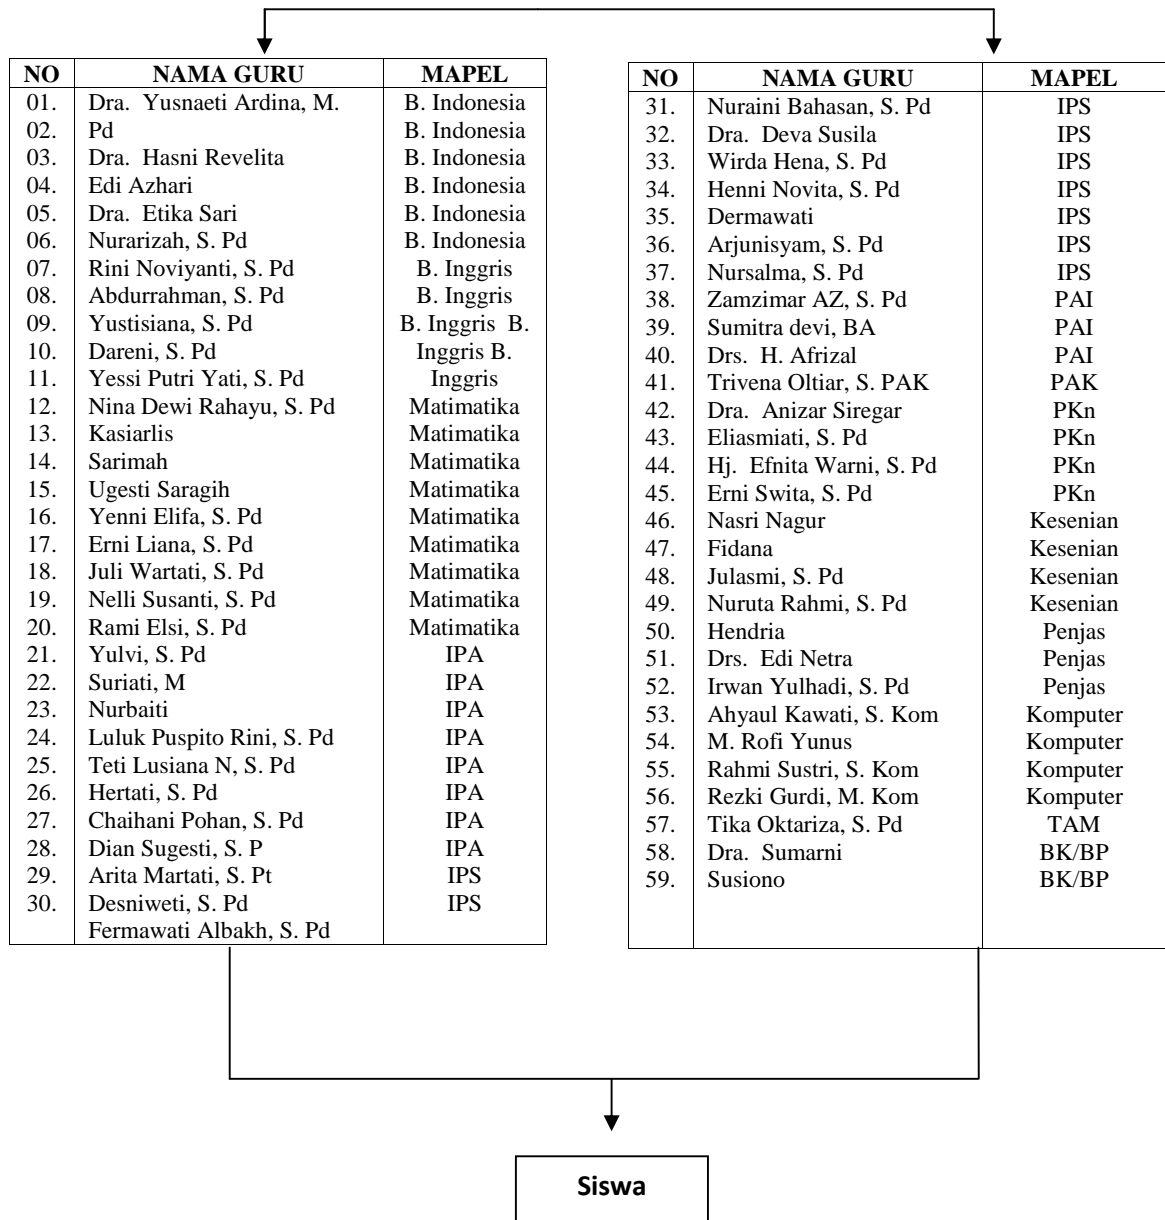 NO NAMA GURU MAPEL
01. Dra. Yusnaeti Ardina, M. B. Indonesia
02. Pd B. Indonesia
03. Dra. Hasni Revelita B. Indonesia
04. Edi Azhari B. Indonesia
05. Dra. Etika Sari B. Indonesia
06. Nurarizah, S. Pd B. Indonesia
07. Rini Noviyanti, S. Pd B. Inggris
08. Abdurrahman, S. Pd B. Inggris
09. Yustisiana, S. Pd B. Inggris B.
10. Dareni, S. Pd Inggris B.
11. Yessi Putri Yati, S. Pd Inggris
12. Nina Dewi Rahayu, S. Pd Matimatika
13. Kasiarlis Matimatika
14. Sarimah Matimatika
15. Ugesti Saragih Matimatika
16. Yenni Elifa, S. Pd Matimatika
17. Erni Liana, S. Pd Matimatika
18. Juli Wartati, S. Pd Matimatika
19. Nelli Susanti, S. Pd Matimatika
20. Rami Elsi, S. Pd Matimatika
21. Yulvi, S. Pd IPA
22. Suriati, M IPA
23. Nurbaiti IPA
24. Luluk Puspito Rini, S. Pd IPA
25. Teti Lusiana N, S. Pd IPA
26. Hertati, S. Pd IPA
27. Chaihani Pohan, S. Pd IPA
28. Dian Sugesti, S. P IPA
29. Arita Martati, S. Pt IPS
30. Desniweti, S. Pd IPS
Fermawati Albakh, S. Pd
NO NAMA GURU MAPEL
31. Nuraini Bahasan, S. Pd IPS
32. Dra. Deva Susila IPS
33. Wirda Hena, S. Pd IPS
34. Henni Novita, S. Pd IPS
35. Dermawati IPS
36. Arjunisyam, S. Pd IPS
37. Nursalma, S. Pd IPS
38. Zamzimar AZ, S. Pd PAI
39. Sumitra devi, BA PAI
40. Drs. H. Afrizal PAI
41. Trivena Oltiar, S. PAK PAK
42. Dra. Anizar Siregar PKn
43. Eliasmiati, S. Pd PKn
44. Hj. Efnita Warni, S. Pd PKn
45. Erni Swita, S. Pd PKn
46. Nasri Nagur Kesenian
47. Fidana Kesenian
48. Julasmi, S. Pd Kesenian
49. Nuruta Rahmi, S. Pd Kesenian
50. Hendria Penjas
51. Drs. Edi Netra Penjas
52. Irwan Yulhadi, S. Pd Penjas
53. Ahyaul Kawati, S. Kom Komputer
54. M. Rofi Yunus Komputer
55. Rahmi Sustri, S. Kom Komputer
56. Rezki Gurdi, M. Kom Komputer
57. Tika Oktariza, S. Pd TAM
58. Dra. Sumarni BK/BP
59. Susiono BK/BP
Siswa